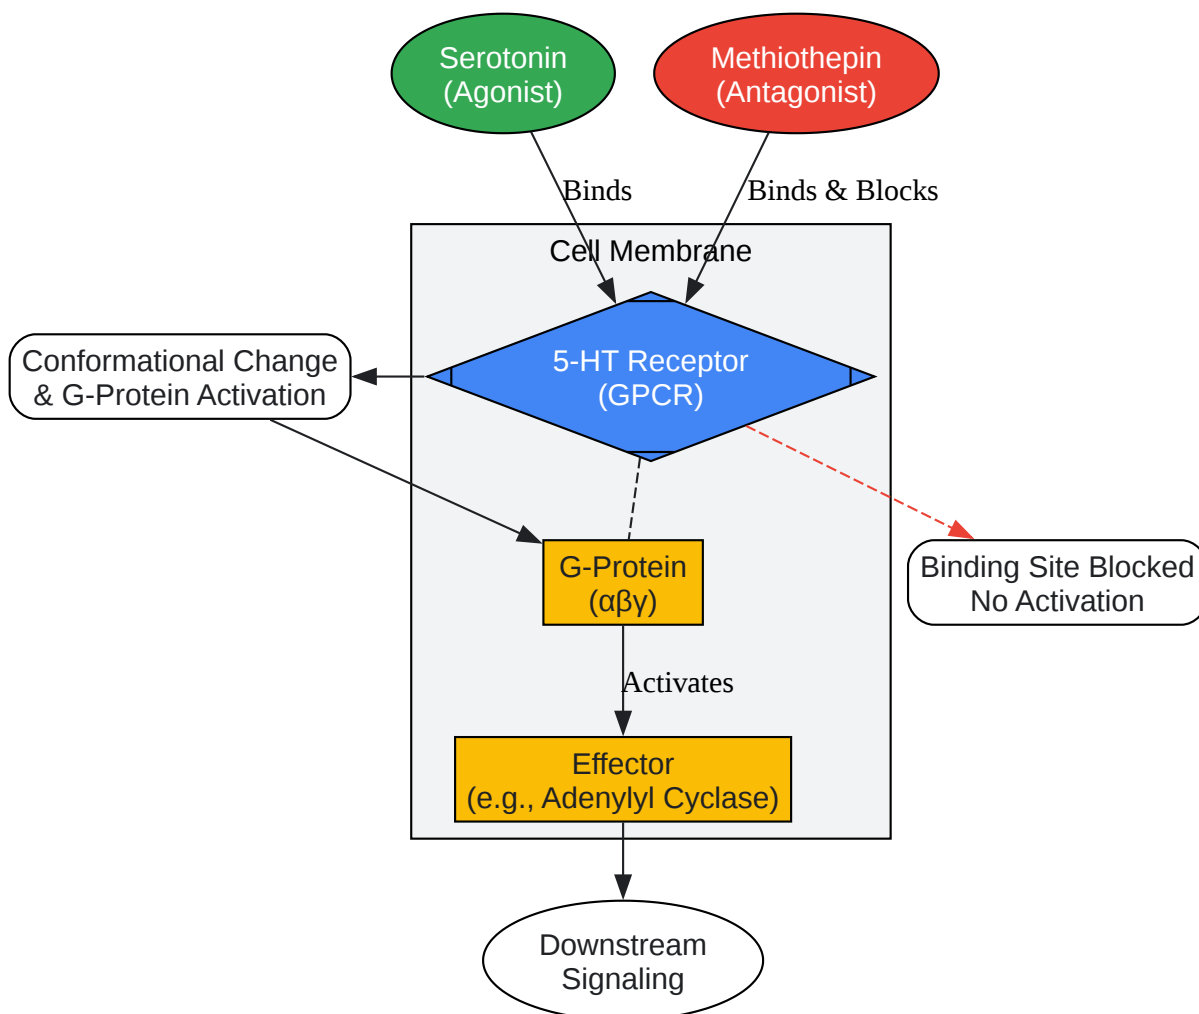 Serotonin
(Agonist)
Methiothepin
(Antagonist)
Binds
Binds & Blocks
Cell Membrane
5-HT Receptor
(GPCR)
Conformational Change
& G-Protein Activation
G-Protein
(αβγ)
Binding Site Blocked
No Activation
Activates
Effector
(e.g., Adenylyl Cyclase)
Downstream
Signaling